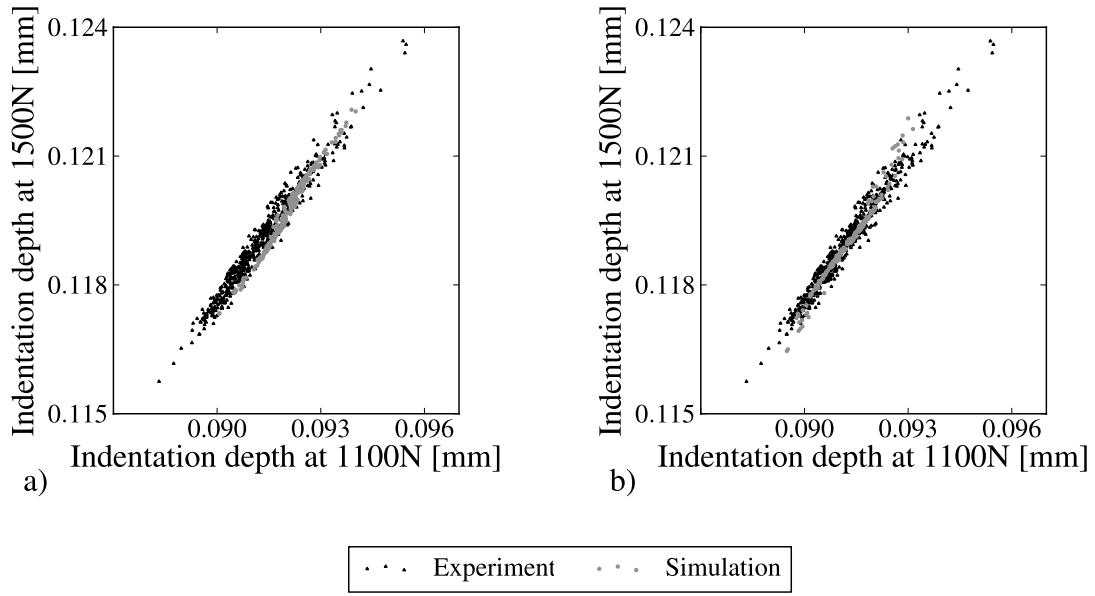 Indentation depth at 1500N [mm]
0.124
0.121
0.118
0.115
0.090 0.093 0.096
Indentation depth at 1100N [mm]
a)
Indentation depth at 1500N [mm]
0.124
0.121
0.118
0.115
0.090 0.093 0.096
Indentation depth at 1100N [mm]
b)
Experiment Simulation